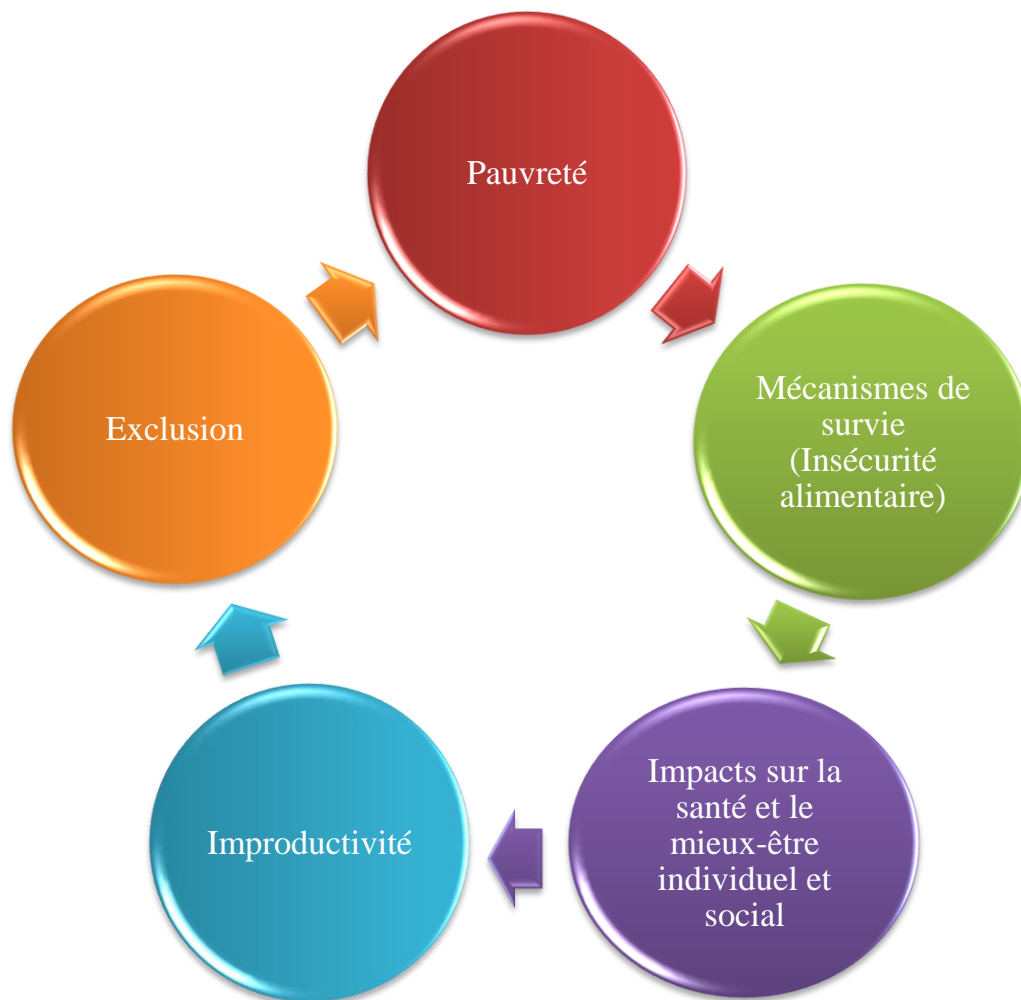 Pauvreté
Mécanismes de
survie
(Insécurité
alimentaire)
Impacts sur la
santé et le
mieux-être
individuel et
social
Improductivité
Exclusion